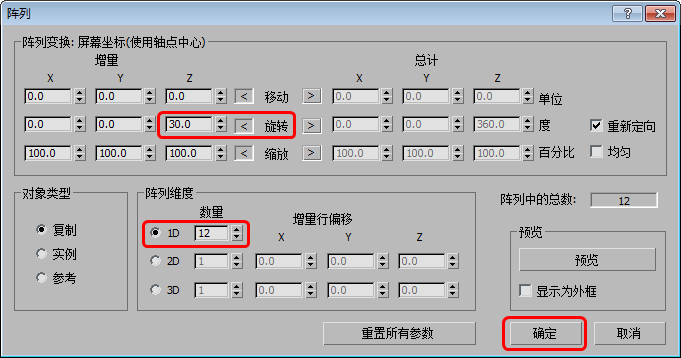 阵列
阵列变换: 屏幕坐标(使用轴点中心)
增量 总计
X Y Z X Y Z
0.0 0.0 0.0 < 移动 > 0.0 0.0 0.0 单位
0.0 0.0 30.0 < 旋转 > 0.0 0.0 360.0 度 重新定向
100.0 100.0 100.0 < 缩放 > 100.0 100.0 100.0 百分比 均匀
对象类型
复制
实例
参考
阵列维度
数量 增量行偏移
X Y Z
1D 12
2D 1 0.0 0.0 0.0
3D 1 0.0 0.0 0.0
阵列中的总数: 12
预览
预览
显示为外框
重置所有参数 确定 取消